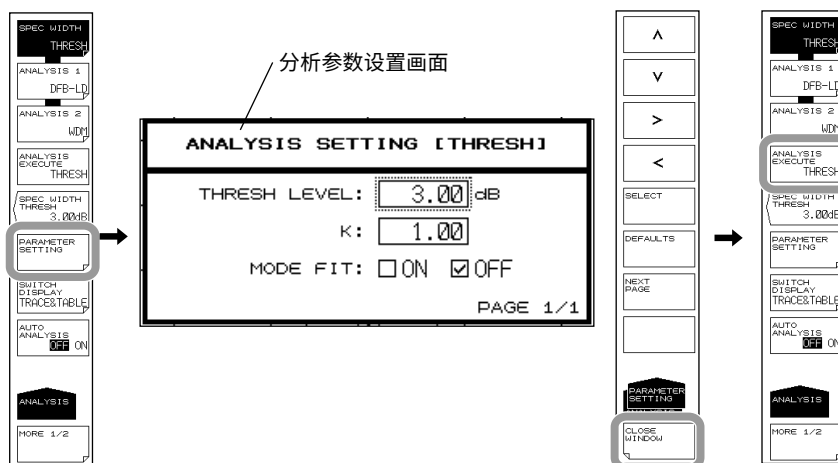 SPEC WIDTH
THRESH
ANALYSIS 1
DFB-LD
ANALYSIS 2
WDM
ANALYSIS
EXECUTE
THRESH
SPEC WIDTH
THRESH
3.00dB
PARAMETER
SETTING
SWITCH
DISPLAY
TRACE&TABLE
AUTO
ANALYSIS
OFF ON
ANALYSIS
MORE 1/2
分析参数设置画面
ANALYSIS SETTING [THRESH]
THRESH LEVEL: 3.00 dB
K: 1.00
MODE FIT: ON OFF
PAGE 1/1
∧
∨
>
<
SELECT
DEFAULTS
NEXT
PAGE
PARAMETER
SETTING
CLOSE
WINDOW
SPEC WIDTH
THRESH
ANALYSIS 1
DFB-LD
ANALYSIS 2
WDM
ANALYSIS
EXECUTE
THRESH
SPEC WIDTH
THRESH
3.00dB
PARAMETER
SETTING
SWITCH
DISPLAY
TRACE&TABLE
AUTO
ANALYSIS
OFF ON
ANALYSIS
MORE 1/2